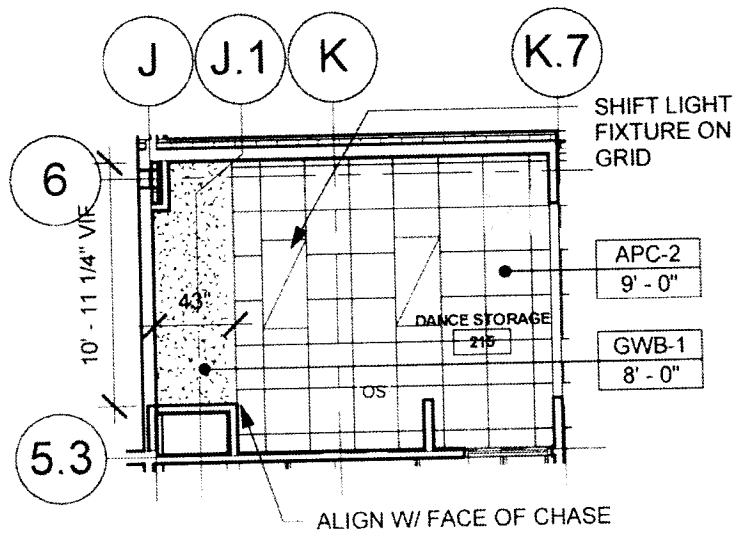 J
J.1
K
K.7
SHIFT LIGHT
FIXTURE ON
GRID
6
10' - 11 1/4" VIF
43"
APC-2
9' - 0"
DANCE STORAGE
215
GWB-1
8' - 0"
OS
5.3
ALIGN W/ FACE OF CHASE